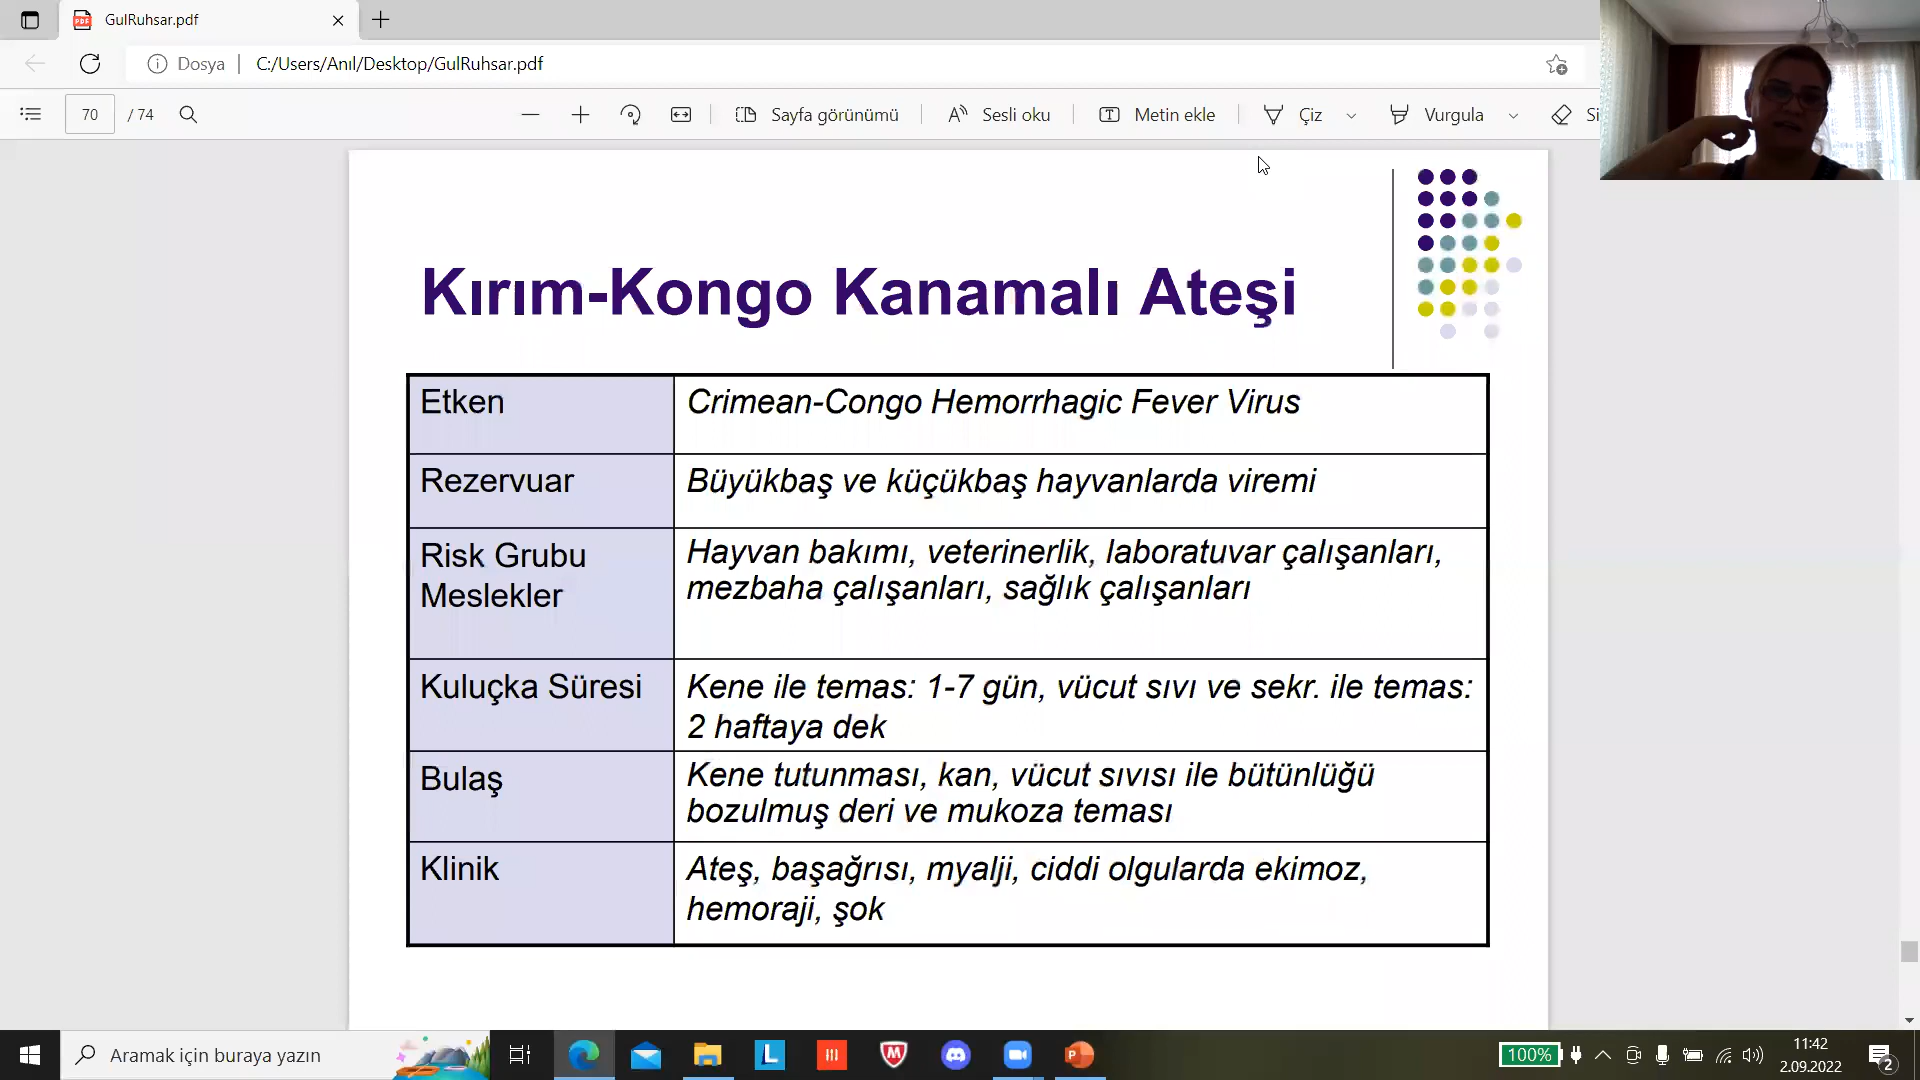 GulRuhsar.pdf
Dosya
C:/Users/Anıl/Desktop/GulRuhsar.pdf
70 / 74
Sayfa görünümü
Sesli oku
Metin ekle
Çiz
Vurgula
Si
Kırım-Kongo Kanamalı Ateşi
Etken
Crimean-Congo Hemorrhagic Fever Virus
Rezervuar
Büyükbaş ve küçükbaş hayvanlarda viremi
Risk Grubu
Meslekler
Hayvan bakımı, veterinerlik, laboratuvar çalışanları,
mezbaha çalışanları, sağlık çalışanları
Kuluçka Süresi
Kene ile temas: 1-7 gün, vücut sıvı ve sekr. ile temas:
2 haftaya dek
Bulaş
Kene tutunması, kan, vücut sıvısı ile bütünlüğü
bozulmuş deri ve mukoza teması
Klinik
Ateş, başağrısı, myalji, ciddi olgularda ekimoz,
hemoraji, şok
Aramak için buraya yazın
100%
11:42
2.09.2022
2